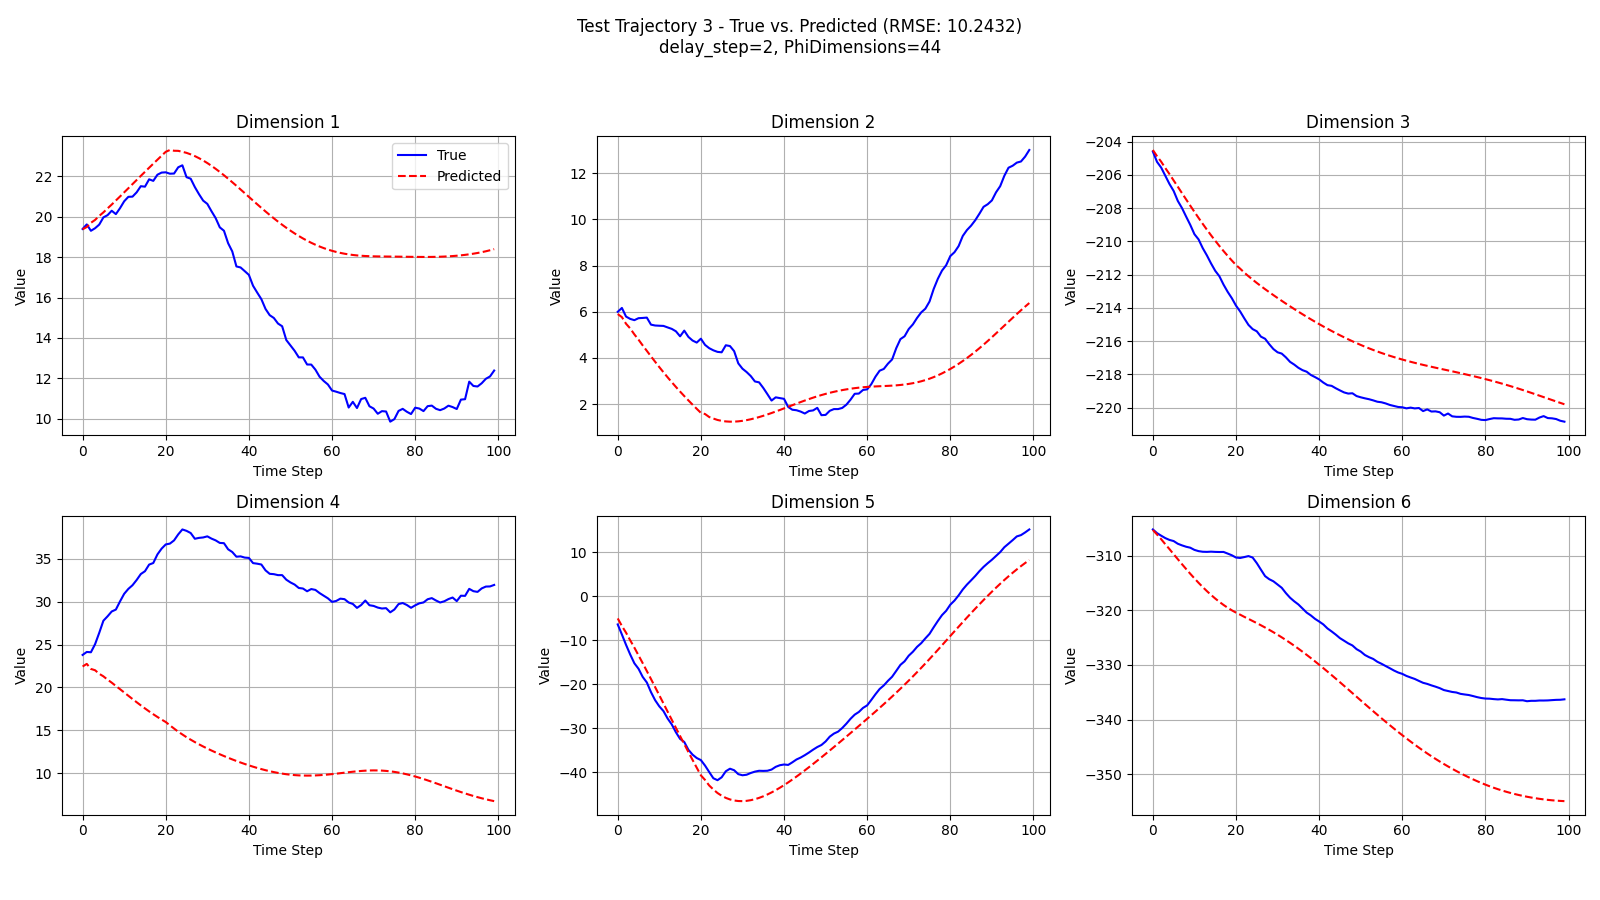 Test Trajectory 3 - True vs. Predicted (RMSE: 10.2432)
delay_step=2, PhiDimensions=44
Dimension 1
True
Predicted
Value
22
20
18
16
14
12
10
0 20 40 60 80 100
Time Step
Dimension 2
Value
12
10
8
6
4
2
0 20 40 60 80 100
Time Step
Dimension 3
Value
−204
−206
−208
−210
−212
−214
−216
−218
−220
0 20 40 60 80 100
Time Step
Dimension 4
Value
35
30
25
20
15
10
0 20 40 60 80 100
Time Step
Dimension 5
Value
10
0
−10
−20
−30
−40
0 20 40 60 80 100
Time Step
Dimension 6
Value
−310
−320
−330
−340
−350
0 20 40 60 80 100
Time Step